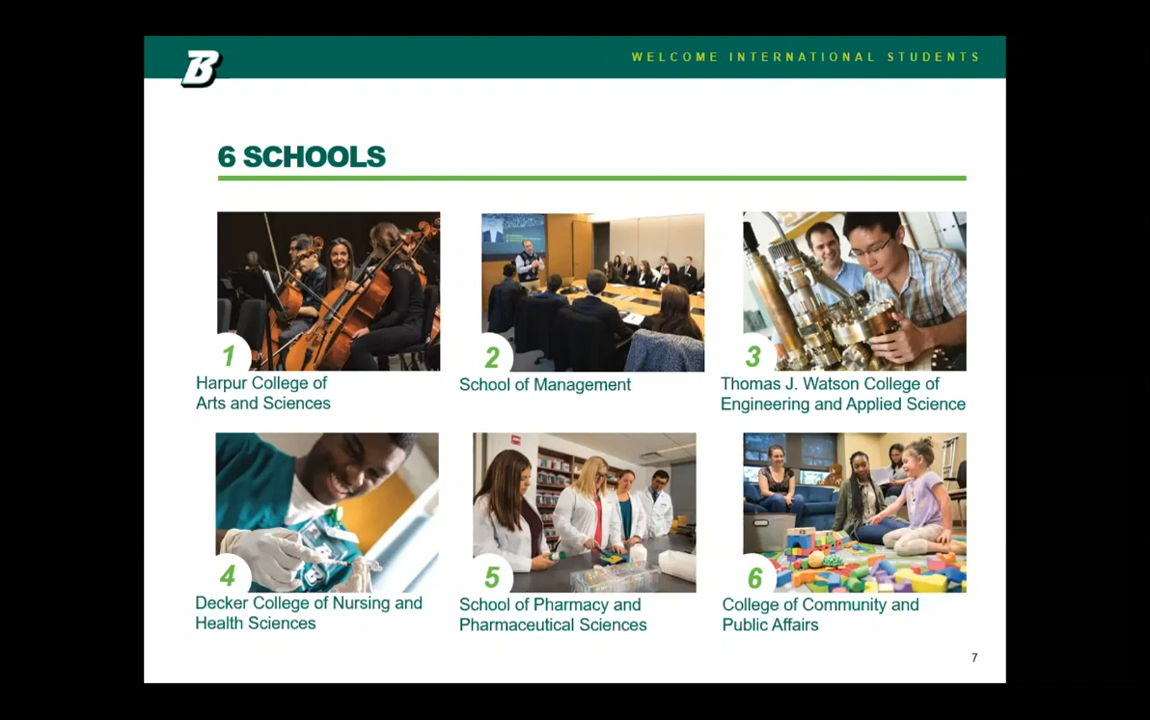 B
WELCOME INTERNATIONAL STUDENTS
6 SCHOOLS
1
Harpur College of
Arts and Sciences
2
School of Management
3
Thomas J. Watson College of
Engineering and Applied Science
4
Decker College of Nursing and
Health Sciences
5
School of Pharmacy and
Pharmaceutical Sciences
6
College of Community and
Public Affairs
7